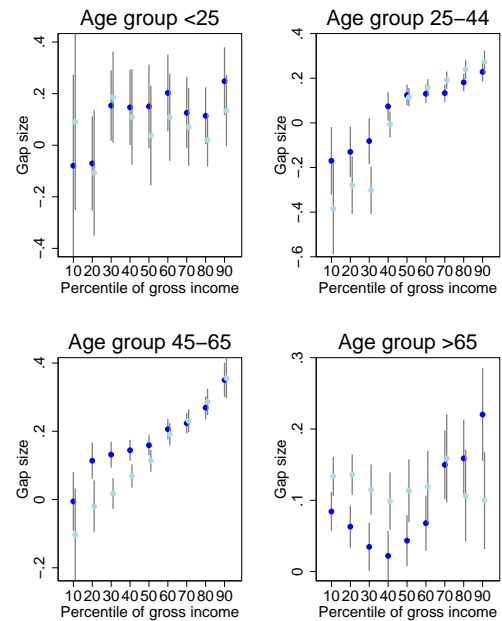 Age group <25
Gap size
.4
.2
0
−.2
−.4
10 20 30 40 50 60 70 80 90
Percentile of gross income
Age group 25−44
Gap size
.4
.2
0
−.2
−.4
−.6
10 20 30 40 50 60 70 80 90
Percentile of gross income
Age group 45−65
Gap size
.4
.2
0
−.2
10 20 30 40 50 60 70 80 90
Percentile of gross income
Age group >65
Gap size
.3
.2
.1
0
10 20 30 40 50 60 70 80 90
Percentile of gross income